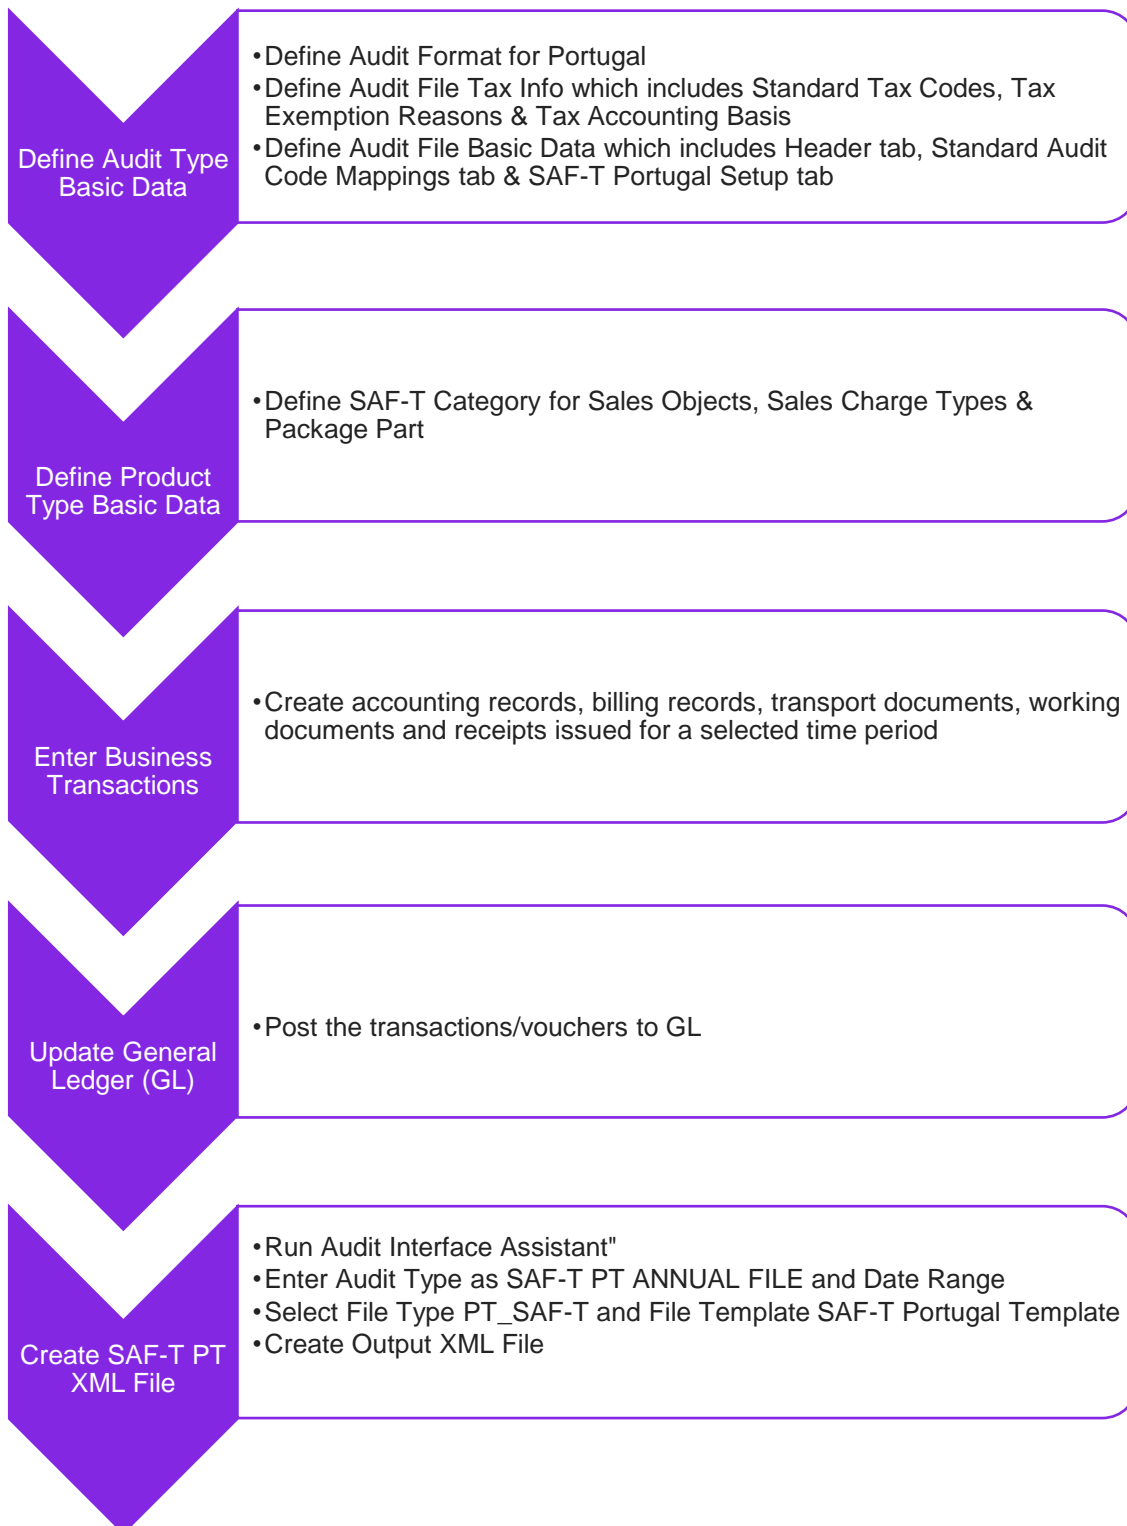 Define Audit Type
Basic Data
•Define Audit Format for Portugal
•Define Audit File Tax Info which includes Standard Tax Codes, Tax
Exemption Reasons & Tax Accounting Basis
•Define Audit File Basic Data which includes Header tab, Standard Audit
Code Mappings tab & SAF-T Portugal Setup tab
Define Product
Type Basic Data
•Define SAF-T Category for Sales Objects, Sales Charge Types &
Package Part
Enter Business
Transactions
•Create accounting records, billing records, transport documents, working
documents and receipts issued for a selected time period
Update General
Ledger (GL)
•Post the transactions/vouchers to GL
Create SAF-T PT
XML File
•Run Audit Interface Assistant"
•Enter Audit Type as SAF-T PT ANNUAL FILE and Date Range
•Select File Type PT_SAF-T and File Template SAF-T Portugal Template
•Create Output XML File